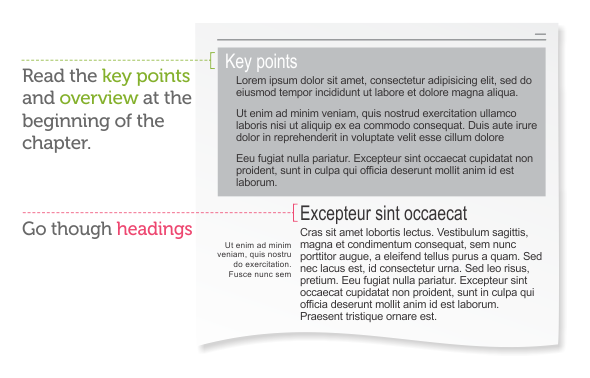 Read the key points
and overview at the
beginning of the
chapter.
Go though headings
Key points
Lorem ipsum dolor sit amet, consectetur adipisicing elit, sed do
eiusmod tempor incididunt ut labore et dolore magna aliqua.
Ut enim ad minim veniam, quis nostrud exercitation ullamco
laboris nisi ut aliquip ex ea commodo consequat. Duis aute irure
dolor in reprehenderit in voluptate velit esse cillum dolore
Eeu fugiat nulla pariatur. Excepteur sint occaecat cupidatat non
proident, sunt in culpa qui officia deserunt mollit anim id est
laborum.
Excepteur sint occaecat
Ut enim ad minim
veniam, quis nostru
do exercitation.
Fusce nunc sem
Cras sit amet lobortis lectus. Vestibulum sagittis,
magna et condimentum consequat, sem nunc
porttitor augue, a eleifend tellus purus a quam. Sed
nec lacus est, id consectetur urna. Sed leo risus,
pretium. Eeu fugiat nulla pariatur. Excepteur sint
occaecat cupidatat non proident, sunt in culpa qui
officia deserunt mollit anim id est laborum.
Praesent tristique ornare est.